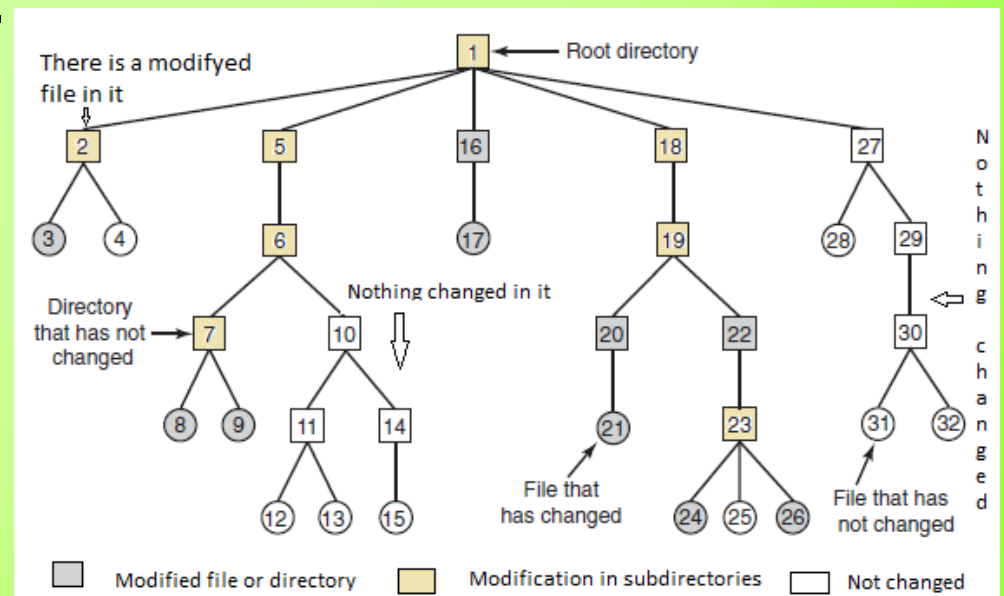 1
Root directory
There is a modifyed
file in it
2
5
16
18
27
3
4
6
17
19
28
29
Nothing changed
Nothing changed in it
Directory
that has not
changed
7
10
20
22
30
8
9
11
14
21
23
31
32
File that
has changed
File that has
not changed
12
13
15
24
25
26
Modified file or directory
Modification in subdirectories
Not changed